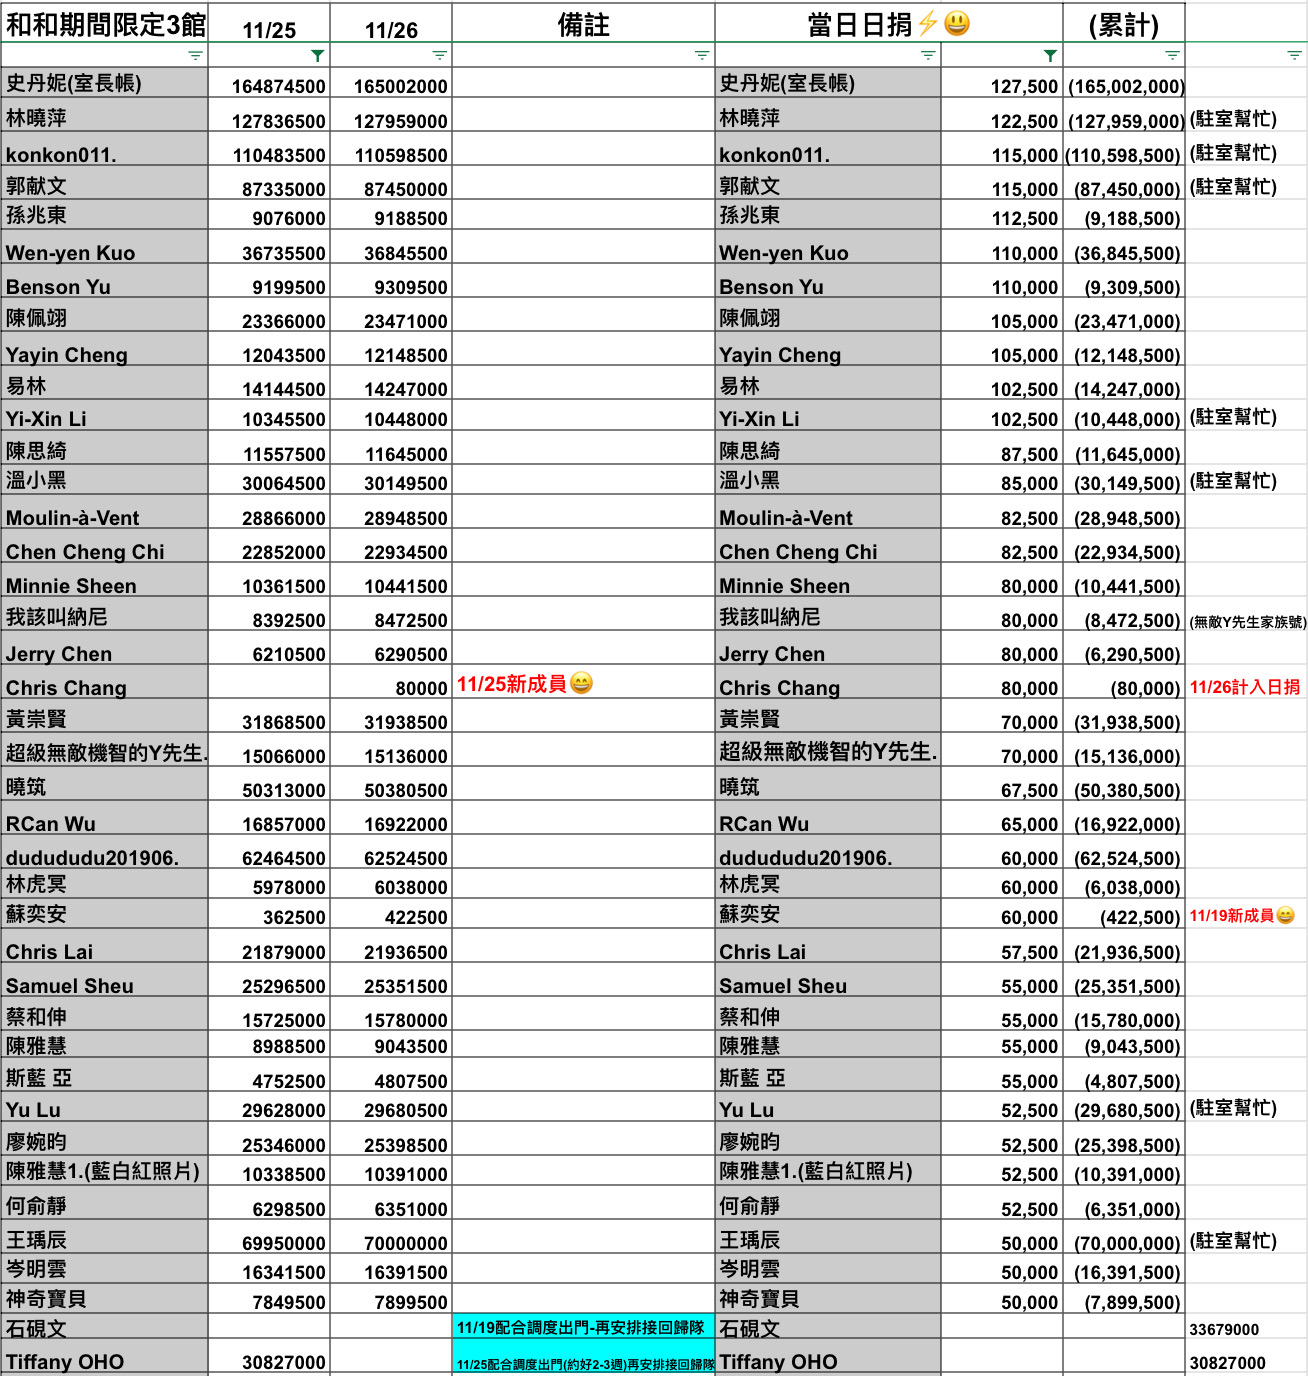 和和期間限定3館 11/25 11/26 備註 當日日捐⚡😃 (累計)
史丹妮(室長帳) 164874500 165002000 史丹妮(室長帳) 127,500 (165,002,000)
林曉萍 127836500 127959000 林曉萍 122,500 (127,959,000) (駐室幫忙)
konkon011. 110483500 110598500 konkon011. 115,000 (110,598,500) (駐室幫忙)
郭献文 87335000 87450000 郭献文 115,000 (87,450,000) (駐室幫忙)
孫兆東 9076000 9188500 孫兆東 112,500 (9,188,500)
Wen-yen Kuo 36735500 36845500 Wen-yen Kuo 110,000 (36,845,500)
Benson Yu 9199500 9309500 Benson Yu 110,000 (9,309,500)
陳佩翊 23366000 23471000 陳佩翊 105,000 (23,471,000)
Yayin Cheng 12043500 12148500 Yayin Cheng 105,000 (12,148,500)
易林 14144500 14247000 易林 102,500 (14,247,000)
Yi-Xin Li 10345500 10448000 Yi-Xin Li 102,500 (10,448,000) (駐室幫忙)
陳思綺 11557500 11645000 陳思綺 87,500 (11,645,000)
溫小黑 30064500 30149500 溫小黑 85,000 (30,149,500) (駐室幫忙)
Moulin-à-Vent 28866000 28948500 Moulin-à-Vent 82,500 (28,948,500)
Chen Cheng Chi 22852000 22934500 Chen Cheng Chi 82,500 (22,934,500)
Minnie Sheen 10361500 10441500 Minnie Sheen 80,000 (10,441,500)
我該叫納尼 8392500 8472500 我該叫納尼 80,000 (8,472,500) (無敵Y先生家族號)
Jerry Chen 6210500 6290500 Jerry Chen 80,000 (6,290,500)
Chris Chang 80000 11/25新成員😄 Chris Chang 80,000 (80,000) 11/26計入日捐
黃崇賢 31868500 31938500 黃崇賢 70,000 (31,938,500)
超級無敵機智的Y先生. 15066000 15136000 超級無敵機智的Y先生. 70,000 (15,136,000)
曉筑 50313000 50380500 曉筑 67,500 (50,380,500)
RCan Wu 16857000 16922000 RCan Wu 65,000 (16,922,000)
dudududu201906. 62464500 62524500 dudududu201906. 60,000 (62,524,500)
林虎冥 5978000 6038000 林虎冥 60,000 (6,038,000)
蘇奕安 362500 422500 蘇奕安 60,000 (422,500) 11/19新成員😄
Chris Lai 21879000 21936500 Chris Lai 57,500 (21,936,500)
Samuel Sheu 25296500 25351500 Samuel Sheu 55,000 (25,351,500)
蔡和伸 15725000 15780000 蔡和伸 55,000 (15,780,000)
陳雅慧 8988500 9043500 陳雅慧 55,000 (9,043,500)
斯藍 亞 4752500 4807500 斯藍 亞 55,000 (4,807,500)
Yu Lu 29628000 29680500 Yu Lu 52,500 (29,680,500) (駐室幫忙)
廖婉昀 25346000 25398500 廖婉昀 52,500 (25,398,500)
陳雅慧1.(藍白紅照片) 10338500 10391000 陳雅慧1.(藍白紅照片) 52,500 (10,391,000)
何俞靜 6298500 6351000 何俞靜 52,500 (6,351,000)
王瑀辰 69950000 70000000 王瑀辰 50,000 (70,000,000) (駐室幫忙)
岑明雲 16341500 16391500 岑明雲 50,000 (16,391,500)
神奇寶貝 7849500 7899500 神奇寶貝 50,000 (7,899,500)
石硯文 11/19配合調度出門-再安排接回歸隊 石硯文 33679000
Tiffany OHO 30827000 11/25配合調度出門(約好2-3週)再安排接回歸隊 Tiffany OHO 30827000